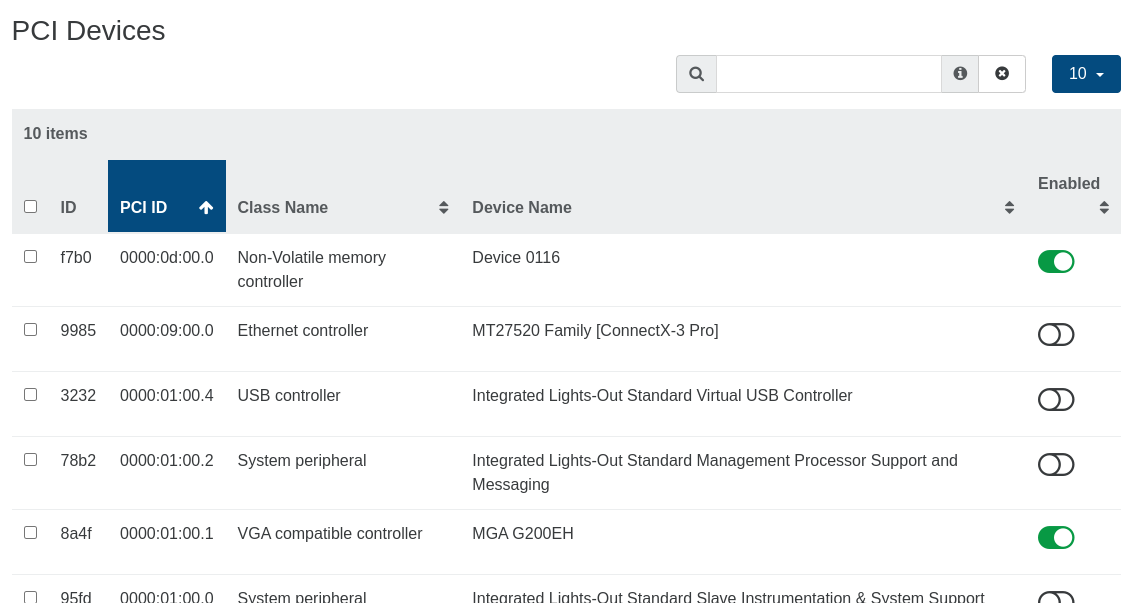 PCI Devices
10
10 items
ID PCI ID Class Name Device Name Enabled
f7b0 0000:0d:00.0 Non-Volatile memory controller Device 0116
9985 0000:09:00.0 Ethernet controller MT27520 Family [ConnectX-3 Pro]
3232 0000:01:00.4 USB controller Integrated Lights-Out Standard Virtual USB Controller
78b2 0000:01:00.2 System peripheral Integrated Lights-Out Standard Management Processor Support and Messaging
8a4f 0000:01:00.1 VGA compatible controller MGA G200EH
95fd 0000:01:00.0 System peripheral Integrated Lights-Out Standard Slave Instrumentation & System Support